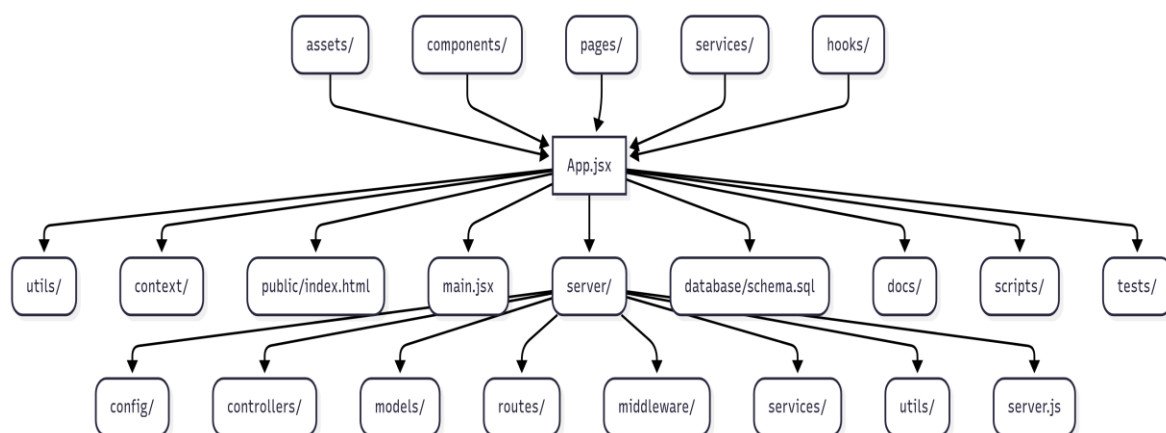 assets/
components/
pages/
services/
hooks/
App.jsx
utils/
context/
public/index.html
main.jsx
server/
database/schema.sql
docs/
scripts/
tests/
config/
controllers/
models/
routes/
middleware/
services/
utils/
server.js